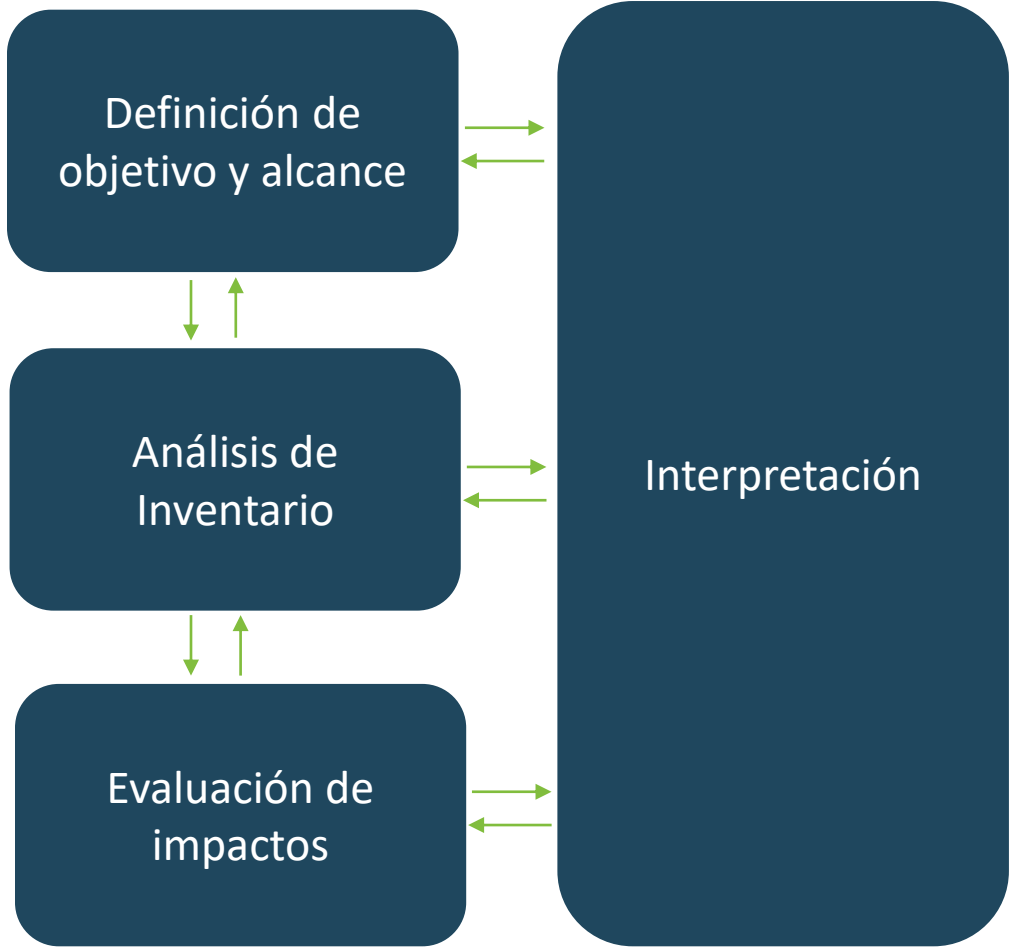 Definición de
objetivo y alcance
Análisis de
Inventario
Interpretación
Evaluación de
impactos